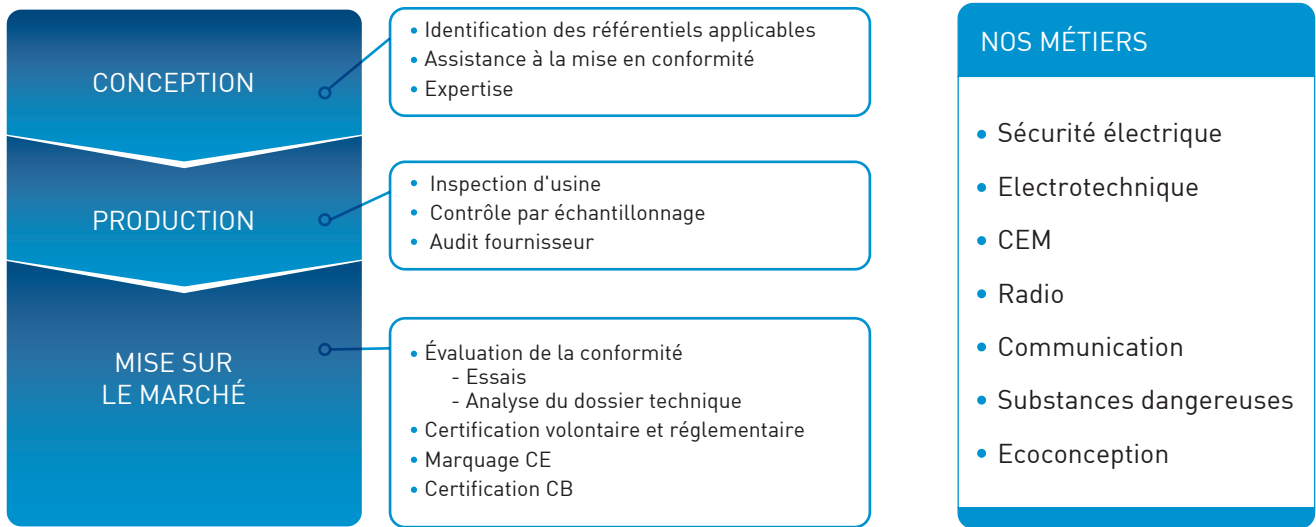 CONCEPTION
• Identification des référentiels applicables
• Assistance à la mise en conformité
• Expertise
PRODUCTION
• Inspection d'usine
• Contrôle par échantillonnage
• Audit fournisseur
MISE SUR
LE MARCHÉ
• Évaluation de la conformité
- Essais
- Analyse du dossier technique
• Certification volontaire et réglementaire
• Marquage CE
• Certification CB
NOS MÉTIERS
• Sécurité électrique
• Electrotechnique
• CEM
• Radio
• Communication
• Substances dangereuses
• Ecoconception